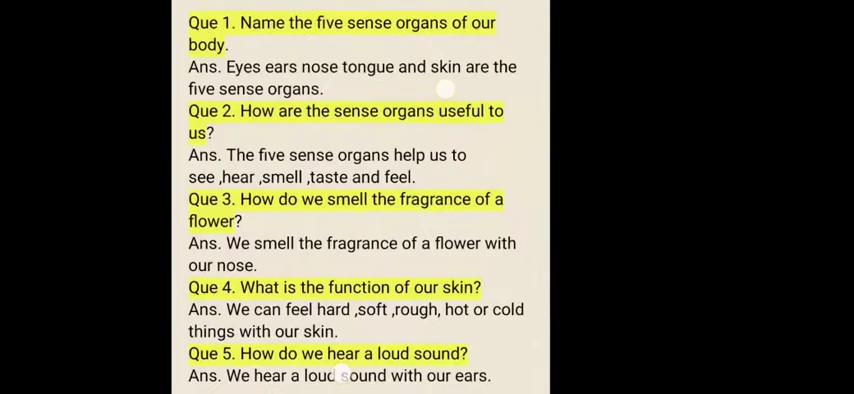 Que 1. Name the five sense organs of our
body.
Ans. Eyes ears nose tongue and skin are the
five sense organs.
Que 2. How are the sense organs useful to
us?
Ans. The five sense organs help us to
see ,hear ,smell ,taste and feel.
Que 3. How do we smell the fragrance of a
flower?
Ans. We smell the fragrance of a flower with
our nose.
Que 4. What is the function of our skin?
Ans. We can feel hard ,soft ,rough, hot or cold
things with our skin.
Que 5. How do we hear a loud sound?
Ans. We hear a loud sound with our ears.